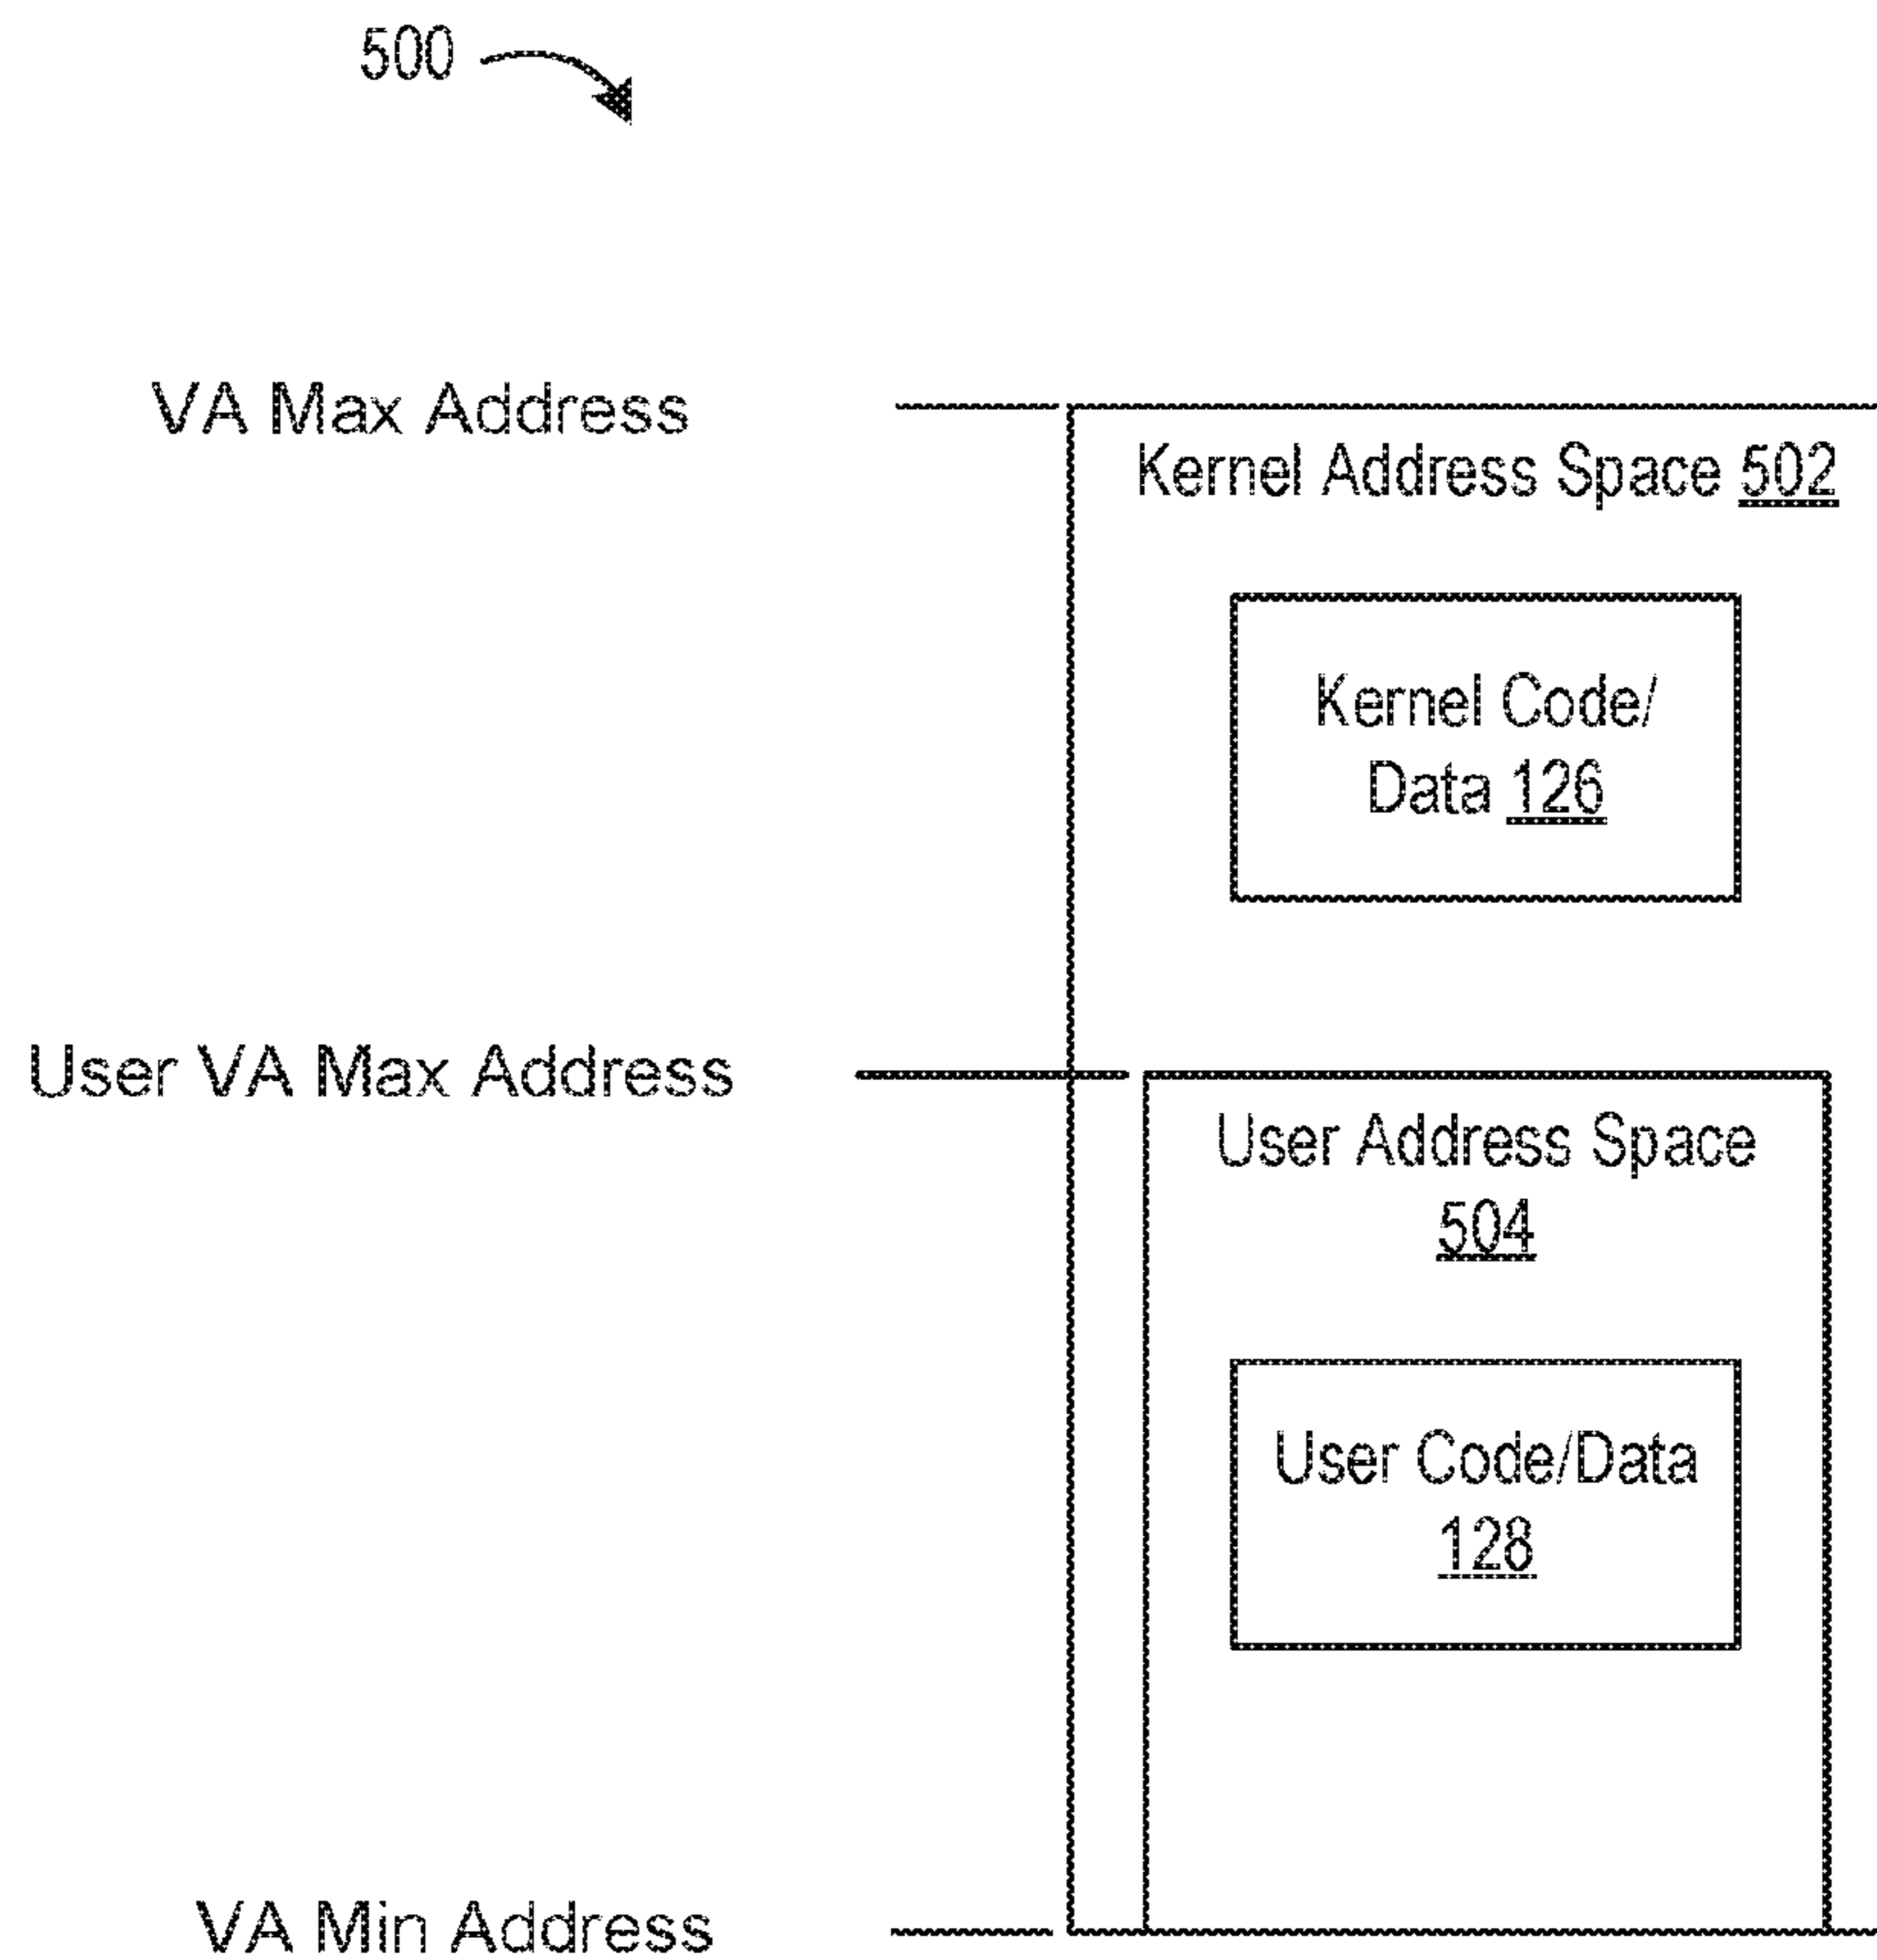 500
VA Max Address
Kernel Address Space 502
Kernel Code/
Data 126
User VA Max Address
User Address Space
504
User Code/Data
128
VA Min Address